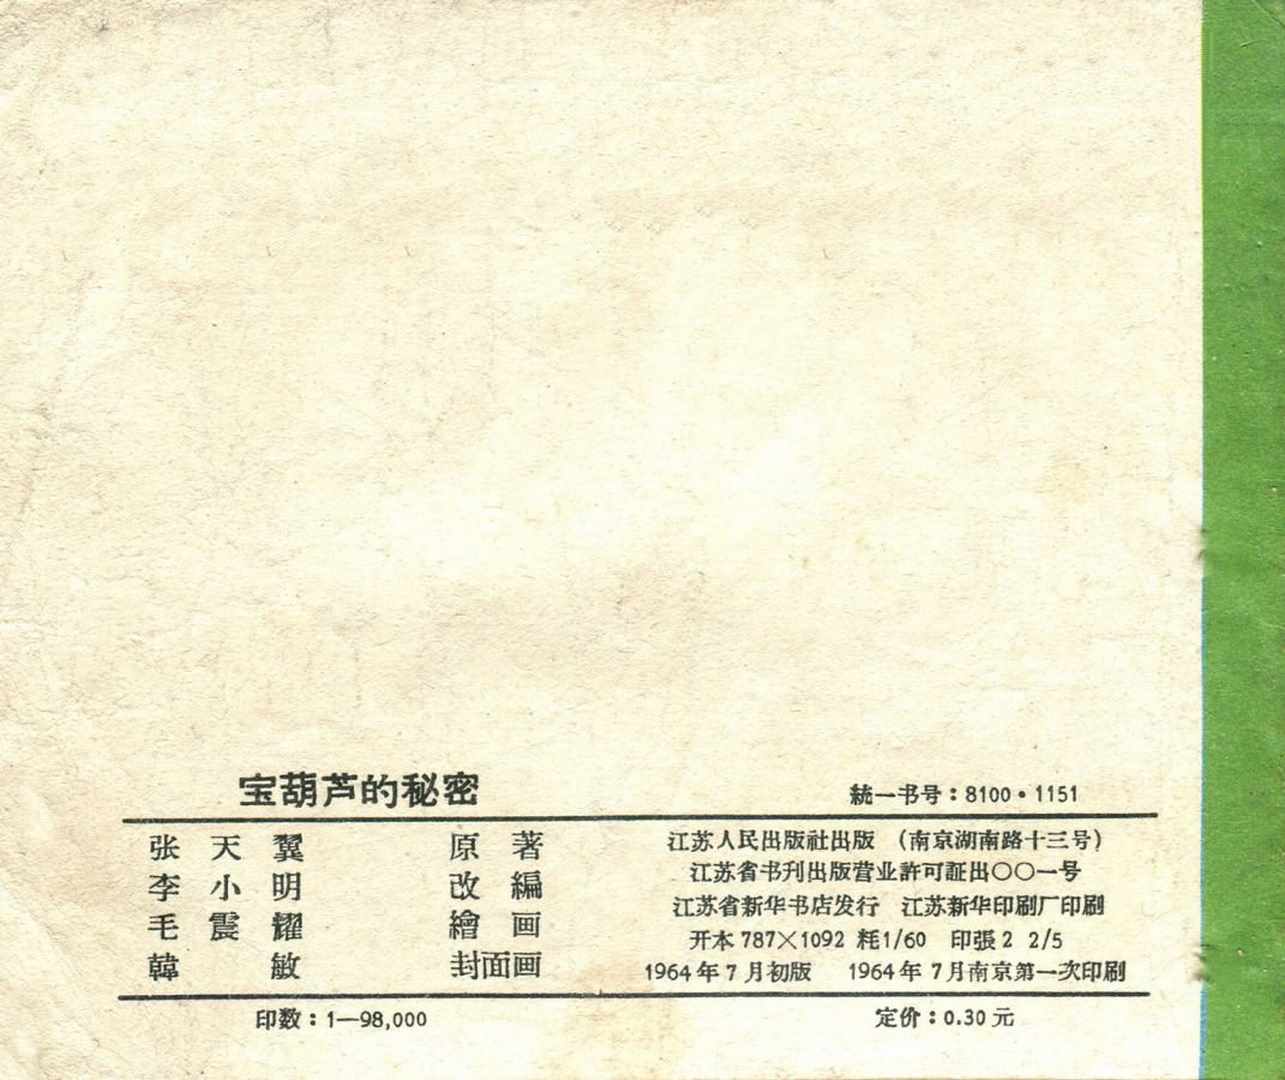 宝葫芦的秘密
統一书号：8100·1151
张天翼 原著
李小明 改編
毛震耀 繪画
韓敏 封面画
江苏人民出版社出版 （南京湖南路十三号）
江苏省书刊出版营业許可証出〇〇一号
江苏省新华书店发行 江苏新华印刷厂印刷
开本 787×1092 耗1/60 印張 2 2/5
1964年7月初版 1964年7月南京第一次印刷
印数：1—98,000
定价：0.30元